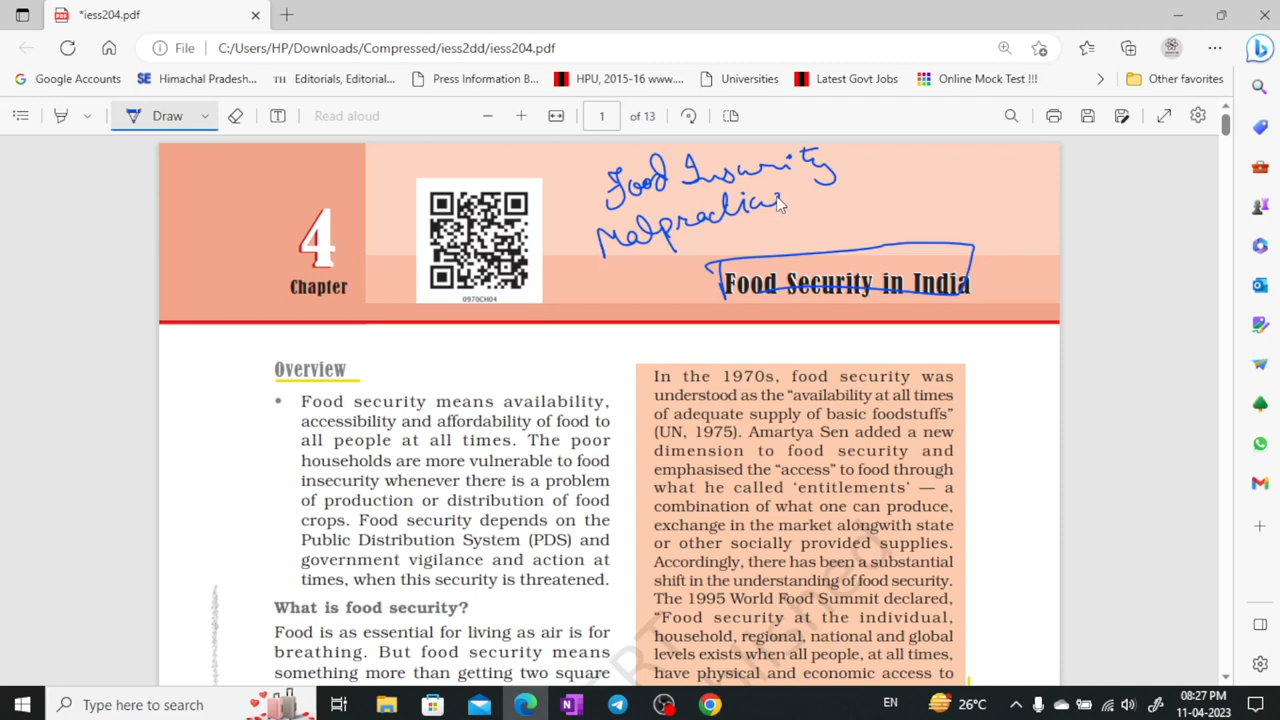 *iess204.pdf
File C:/Users/HP/Downloads/Compressed/iess2dd/iess204.pdf
Google Accounts SE Himachal Pradesh... TH Editorials, Editorial... Press Information B... HPU, 2015-16 www.... Universities Latest Govt Jobs Online Mock Test !!! Other favorites
Draw Read aloud 1 of 13
Food Insurity
Malpractices
4
Chapter
0970CH04
Food Security in India
Overview
• Food security means availability,
accessibility and affordability of food to
all people at all times. The poor
households are more vulnerable to food
insecurity whenever there is a problem
of production or distribution of food
crops. Food security depends on the
Public Distribution System (PDS) and
government vigilance and action at
times, when this security is threatened.
What is food security?
Food is as essential for living as air is for
breathing. But food security means
something more than getting two square
In the 1970s, food security was
understood as the “availability at all times
of adequate supply of basic foodstuffs”
(UN, 1975). Amartya Sen added a new
dimension to food security and
emphasised the “access” to food through
what he called ‘entitlements’ — a
combination of what one can produce,
exchange in the market alongwith state
or other socially provided supplies.
Accordingly, there has been a substantial
shift in the understanding of food security.
The 1995 World Food Summit declared,
“Food security at the individual,
household, regional, national and global
levels exists when all people, at all times,
have physical and economic access to
Type here to search
EN 26°C 08:27 PM
11-04-2023